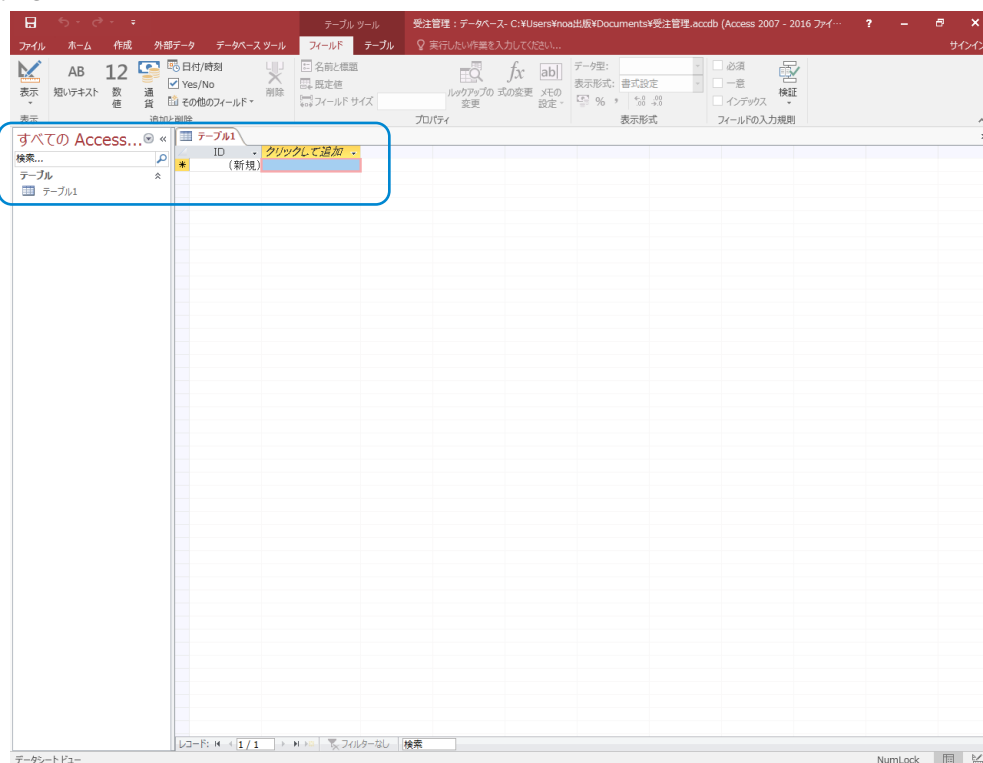 テーブル ツール
受注管理：データベース- C:¥Users¥noa出版¥Documents¥受注管理.accdb (Access 2007 - 2016 ファイ…
?
ファイル ホーム 作成 外部データ データベース ツール フィールド テーブル 実行したい作業を入力してください... サインイン
表示
AB
短いテキスト
12
数値
通貨
日付/時刻
Yes/No
その他のフィールド
削除
名前と標題
既定値
フィールド サイズ
ルックアップの変更
fx
式の変更
ab|
メモの設定
データ型:
表示形式: 書式設定
%
必須
一意
インデックス
検証
表示 追加と削除 プロパティ 表示形式 フィールドの入力規則
すべての Access... «
検索...
テーブル
テーブル1
テーブル1
ID クリックして追加
* (新規)
レコード: 1 / 1 フィルターなし 検索
データシート ビュー NumLock